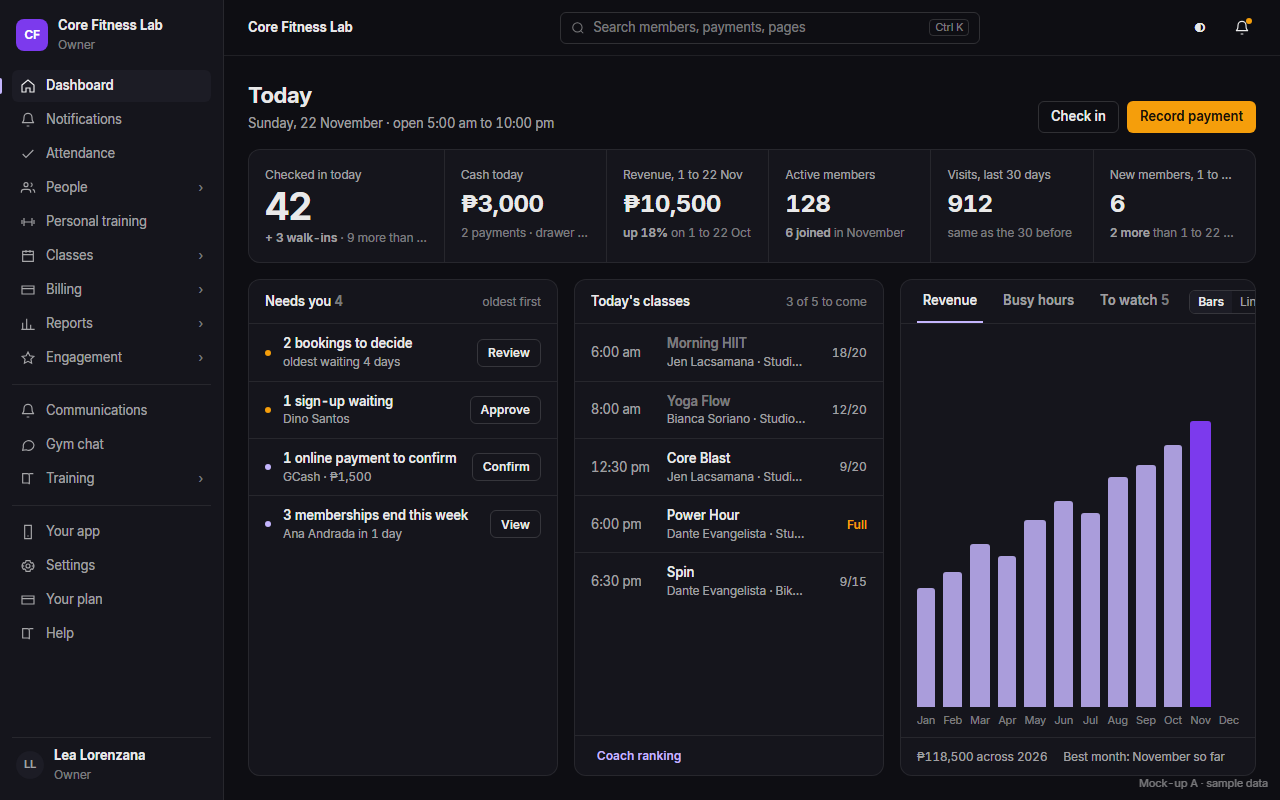 CF
Core Fitness Lab
Owner
Dashboard
Notifications
Attendance
People
Personal training
Classes
Billing
Reports
Engagement
Communications
Gym chat
Training
Your app
Settings
Your plan
Help
LL
Lea Lorenzana
Owner
Core Fitness Lab
Search members, payments, pages
Ctrl K
Today
Sunday, 22 November · open 5:00 am to 10:00 pm
Check in
Record payment
Checked in today
42
+ 3 walk-ins · 9 more than ...
Cash today
₱3,000
2 payments · drawer ...
Revenue, 1 to 22 Nov
₱10,500
up 18% on 1 to 22 Oct
Active members
128
6 joined in November
Visits, last 30 days
912
same as the 30 before
New members, 1 to ...
6
2 more than 1 to 22 ...
Needs you 4
oldest first
2 bookings to decide
oldest waiting 4 days
Review
1 sign-up waiting
Dino Santos
Approve
1 online payment to confirm
GCash · ₱1,500
Confirm
3 memberships end this week
Ana Andrada in 1 day
View
Today's classes
3 of 5 to come
6:00 am
Morning HIIT
Jen Lacsamana · Studi...
18/20
8:00 am
Yoga Flow
Bianca Soriano · Studio...
12/20
12:30 pm
Core Blast
Jen Lacsamana · Studi...
9/20
6:00 pm
Power Hour
Dante Evangelista · Stu...
Full
6:30 pm
Spin
Dante Evangelista · Bik...
9/15
Coach ranking
Revenue
Busy hours
To watch 5
Bars
Lin
Jan Feb Mar Apr May Jun Jul Aug Sep Oct Nov Dec
₱118,500 across 2026
Best month: November so far
Mock-up A · sample data